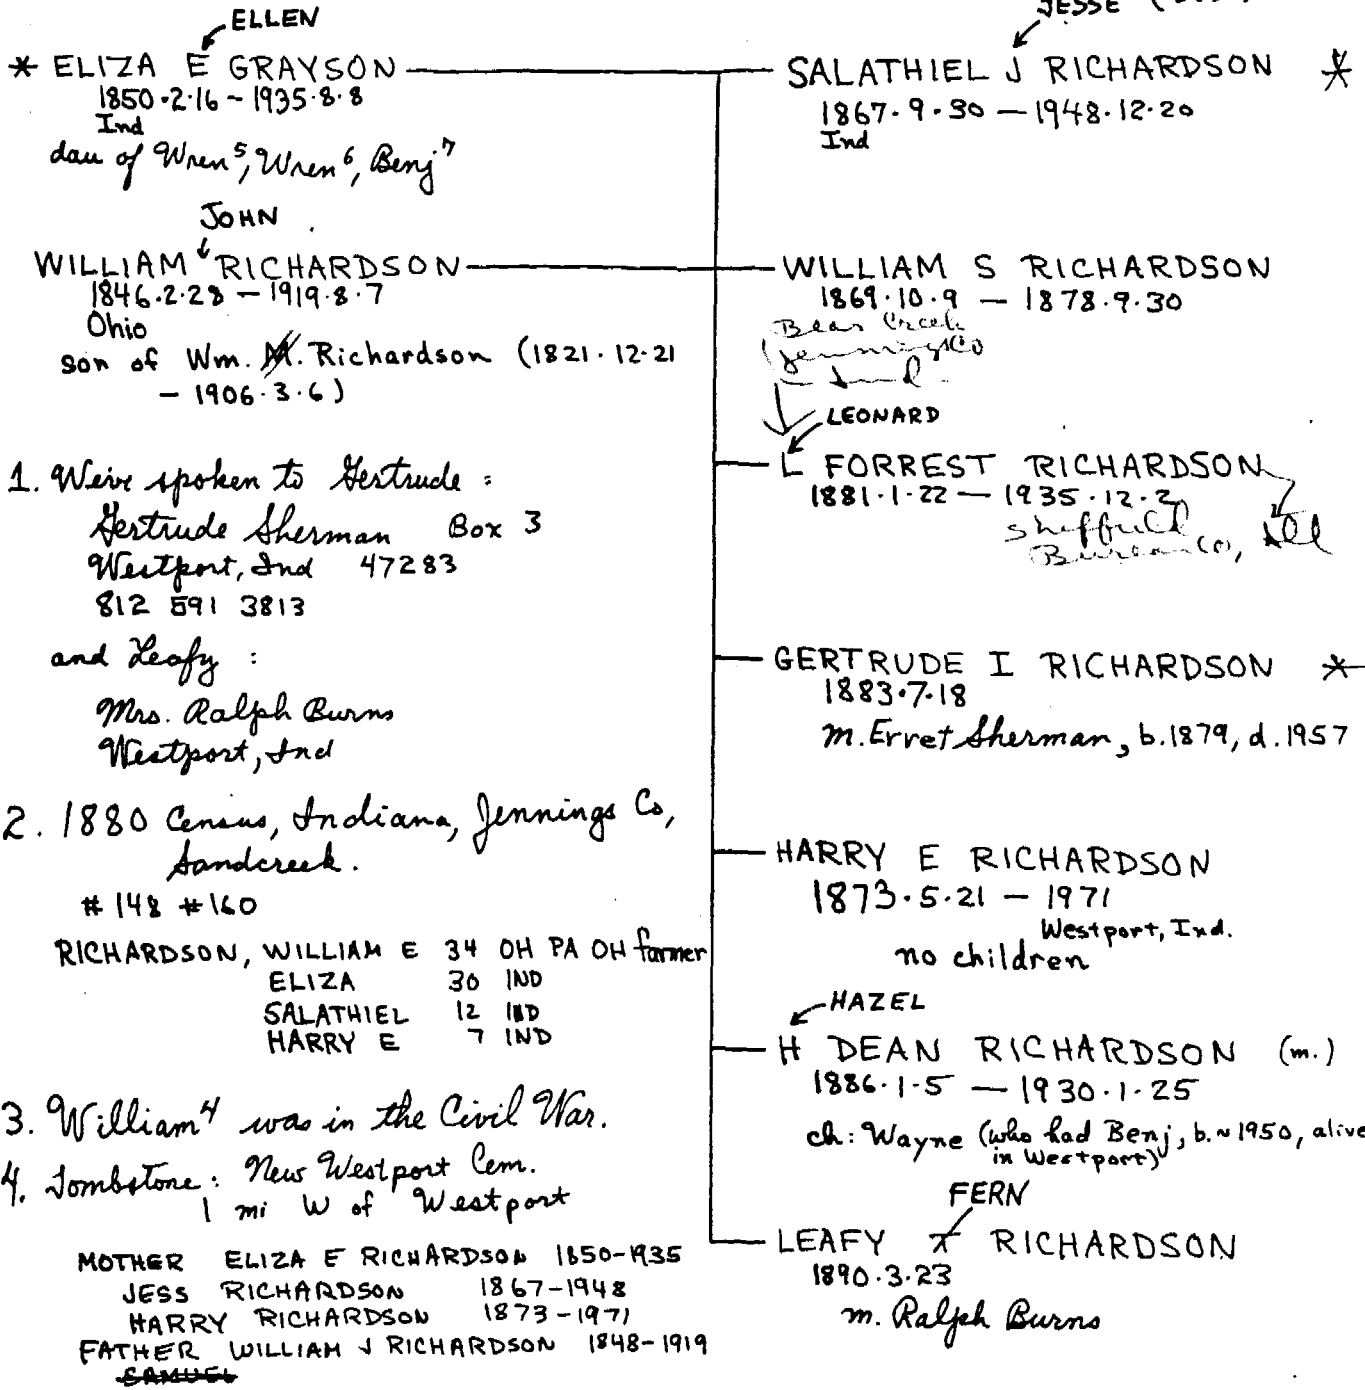 ELLEN
* ELIZA E GRAYSON
1850.2.16 ~ 1935.8.8
Ind
dau of Wren⁵, Wren⁶, Benj⁷
JOHN
WILLIAM RICHARDSON
1846.2.28 — 1919.8.7
Ohio
son of Wm. M. Richardson (1821.12.21
— 1906.3.6)
1. We've spoken to Gertrude :
Gertrude Sherman Box 3
Westport, Ind 47283
812 591 3813
and Leafy :
Mrs. Ralph Burns
Westport, Ind
2. 1880 Census, Indiana, Jennings Co,
Sandcreek.
# 148 # 160
RICHARDSON, WILLIAM E 34 OH PA OH farmer
ELIZA 30 IND
SALATHIEL 12 IND
HARRY E 7 IND
3. William⁴ was in the Civil War.
4. Tombstone: New Westport Cem.
1 mi W of Westport
MOTHER ELIZA E RICHARDSON 1850-1935
JESS RICHARDSON 1867-1948
HARRY RICHARDSON 1873-1971
FATHER WILLIAM J RICHARDSON 1848-1919
SAMUEL
JESSE
SALATHIEL J RICHARDSON *
1867.9.30 — 1948.12.20
Ind
WILLIAM S RICHARDSON
1869.10.9 — 1878.9.30
Bear Creek
Jennings Co
Ind.
LEONARD
L FORREST RICHARDSON
1881.1.22 — 1935.12.2
Sheffield
Bureau Co, Ill
GERTRUDE I RICHARDSON *
1883.7.18
m. Erret Sherman, b.1879, d.1957
HARRY E RICHARDSON
1873.5.21 — 1971
Westport, Ind.
no children
HAZEL
H DEAN RICHARDSON (m.)
1886.1.5 — 1930.1.25
ch: Wayne (who had Benj, b.~1950, alive
in Westport)
FERN
LEAFY F RICHARDSON
1890.3.23
m. Ralph Burns